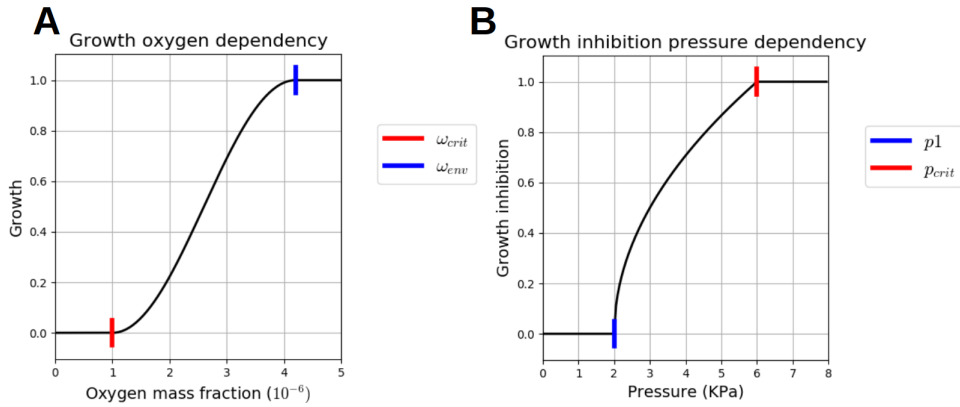 A
Growth oxygen dependency
1.0
0.8
0.6
0.4
0.2
0.0
Growth
0 1 2 3 4 5
Oxygen mass fraction (10⁻⁶)
ω_crit
ω_env
B
Growth inhibition pressure dependency
1.0
0.8
0.6
0.4
0.2
0.0
Growth inhibition
0 1 2 3 4 5 6 7 8
Pressure (KPa)
p1
p_crit